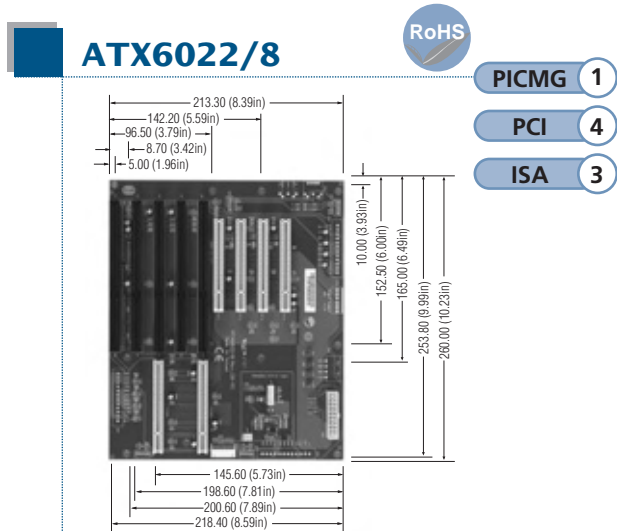 RoHS
ATX6022/8
PICMG 1
PCI 4
ISA 3
213.30 (8.39in)
142.20 (5.59in)
96.50 (3.79in)
8.70 (3.42in)
5.00 (1.96in)
10.00 (3.93in)
152.50 (6.00in)
165.00 (6.49in)
253.80 (9.99in)
260.00 (10.23in)
145.60 (5.73in)
198.60 (7.81in)
200.60 (7.89in)
218.40 (8.59in)